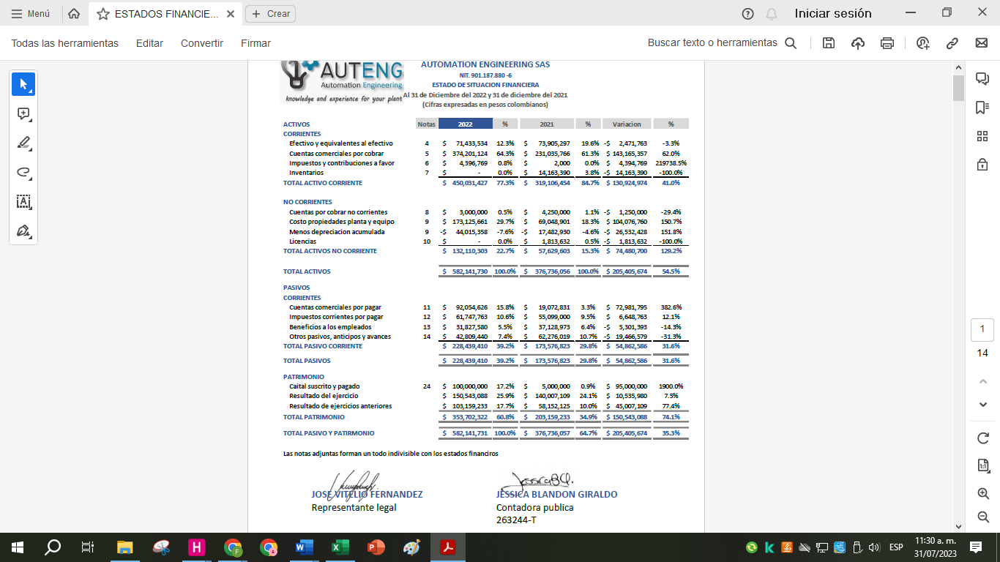 Menú ESTADOS FINANCIE... Crear Iniciar sesión
Todas las herramientas Editar Convertir Firmar Buscar texto o herramientas
AUTENG
Automation Engineering
knowledge and experience for your plant
AUTOMATION ENGINEERING SAS
NIT. 901.187.880 -6
ESTADO DE SITUACION FINANCIERA
Al 31 de Diciembre del 2022 y 31 de diciembre del 2021
(Cifras expresadas en pesos colombianos)
ACTIVOS Notas 2022 % 2021 % Variacion %
CORRIENTES
Efectivo y equivalentes al efectivo 4 $ 71,433,534 12.3% $ 73,905,297 19.6% -$ 2,471,763 -3.3%
Cuentas comerciales por cobrar 5 $ 374,201,124 64.3% $ 231,035,766 61.3% $ 143,165,357 62.0%
Impuestos y contribuciones a favor 6 $ 4,396,769 0.8% $ 2,000 0.0% $ 4,394,769 219738.5%
Inventarios 7 $ - 0.0% $ 14,163,390 3.8% -$ 14,163,390 -100.0%
TOTAL ACTIVO CORRIENTE $ 450,031,427 77.3% $ 319,106,454 84.7% $ 130,924,974 41.0%
NO CORRIENTES
Cuentas por cobrar no corrientes 8 $ 3,000,000 0.5% $ 4,250,000 1.1% -$ 1,250,000 -29.4%
Costo propiedades planta y equipo 9 $ 173,125,661 29.7% $ 69,048,901 18.3% $ 104,076,760 150.7%
Menos depreciacion acumulada 9 -$ 44,015,358 -7.6% -$ 17,482,930 -4.6% -$ 26,532,428 151.8%
Licencias 10 $ - 0.0% $ 1,813,632 0.5% -$ 1,813,632 -100.0%
TOTAL ACTIVOS NO CORRIENTE $ 132,110,303 22.7% $ 57,629,603 15.3% $ 74,480,700 129.2%
TOTAL ACTIVOS $ 582,141,730 100.0% $ 376,736,056 100.0% $ 205,405,674 54.5%
PASIVOS
CORRIENTES
Cuentas comerciales por pagar 11 $ 92,054,626 15.8% $ 19,072,831 3.3% $ 72,981,795 382.6%
Impuestos corrientes por pagar 12 $ 61,747,763 10.6% $ 55,099,000 9.5% $ 6,648,763 12.1%
Beneficios a los empleados 13 $ 31,827,580 5.5% $ 37,128,973 6.4% -$ 5,301,393 -14.3%
Otros pasivos, anticipos y avances 14 $ 42,809,440 7.4% $ 62,276,019 10.7% -$ 19,466,579 -31.3%
TOTAL PASIVO CORRIENTE $ 228,439,410 39.2% $ 173,576,823 29.8% $ 54,862,586 31.6%
TOTAL PASIVOS $ 228,439,410 39.2% $ 173,576,823 29.8% $ 54,862,586 31.6%
PATRIMONIO
Caital suscrito y pagado 24 $ 100,000,000 17.2% $ 5,000,000 0.9% $ 95,000,000 1900.0%
Resultado del ejercicio $ 150,543,088 25.9% $ 140,007,109 24.1% $ 10,535,980 7.5%
Resultado de ejercicios anteriores $ 103,159,233 17.7% $ 58,152,125 10.0% $ 45,007,109 77.4%
TOTAL PATRIMONIO $ 353,702,322 60.8% $ 203,159,233 34.9% $ 150,543,088 74.1%
TOTAL PASIVO Y PATIRMONIO $ 582,141,731 100.0% $ 376,736,057 64.7% $ 205,405,674 35.3%
Las notas adjuntas forman un todo indivisible con los estados financiros
JOSE VITELIO FERNANDEZ JESSICA BLANDON GIRALDO
Representante legal Contadora publica
263244-T
1
14
ESP 11:30 a. m.
31/07/2023